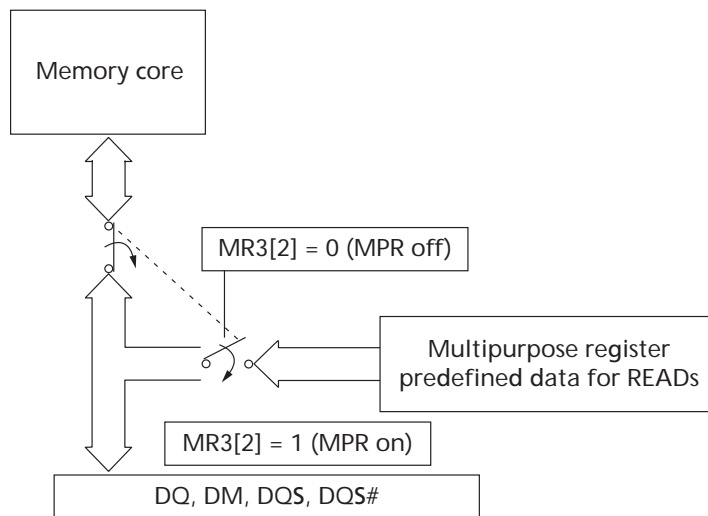 Memory core
MR3[2] = 0 (MPR off)
Multipurpose register
predefined data for READs
MR3[2] = 1 (MPR on)
DQ, DM, DQS, DQS#